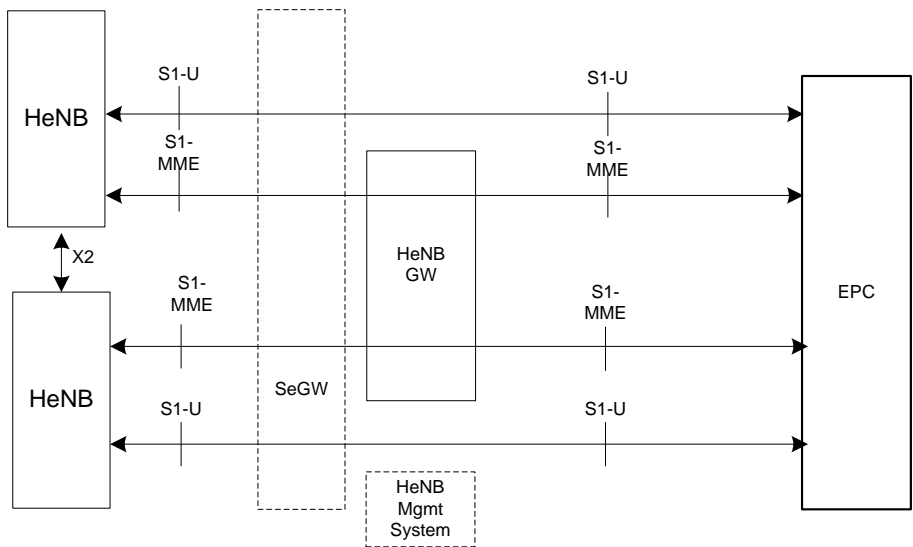 S1-U
S1-U
HeNB
S1-
MME
S1-
MME
X2
HeNB
GW
S1-
MME
S1-
MME
EPC
SeGW
HeNB
S1-U
S1-U
HeNB
Mgmt
System